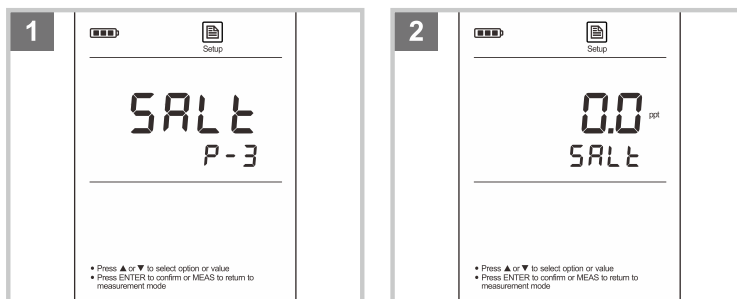 1
Setup
SALt
P-3
• Press ▲ or ▼ to select option or value
• Press ENTER to confirm or MEAS to return to
measurement mode
2
Setup
0.0 ppt
SALt
• Press ▲ or ▼ to select option or value
• Press ENTER to confirm or MEAS to return to
measurement mode